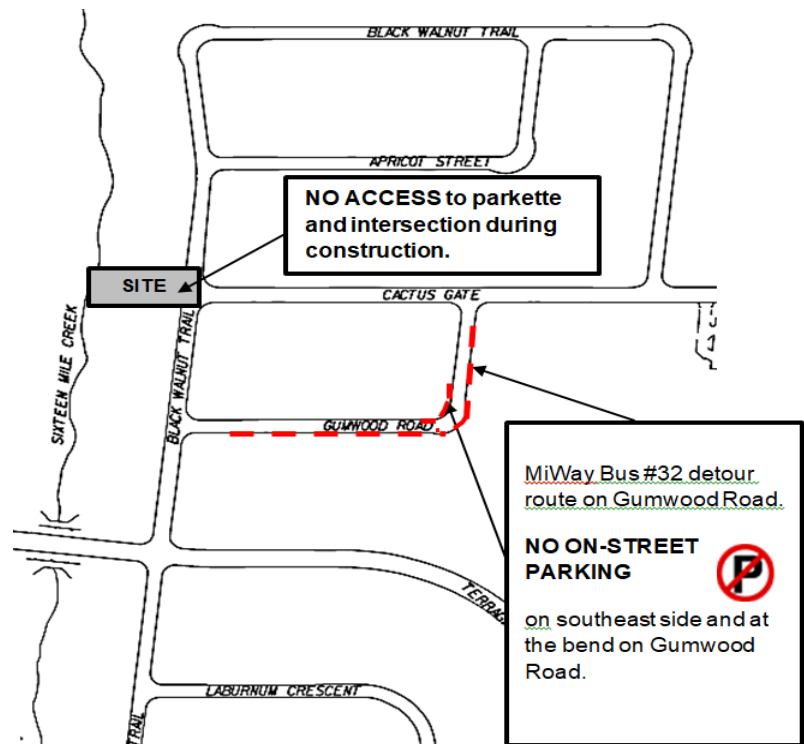 BLACK WALNUT TRAIL
APRICOT STREET
NO ACCESS to parkette
and intersection during
construction.
SITE
CACTUS GATE
SIXTEEN MILE CREEK
BLACK WALNUT TRAIL
GUMWOOD ROAD
MiWay Bus #32 detour
route on Gumwood Road.
NO ON-STREET
PARKING
P
on southeast side and at
the bend on Gumwood
Road.
TERRAG
LABURNUM CRESCENT
TRAIL